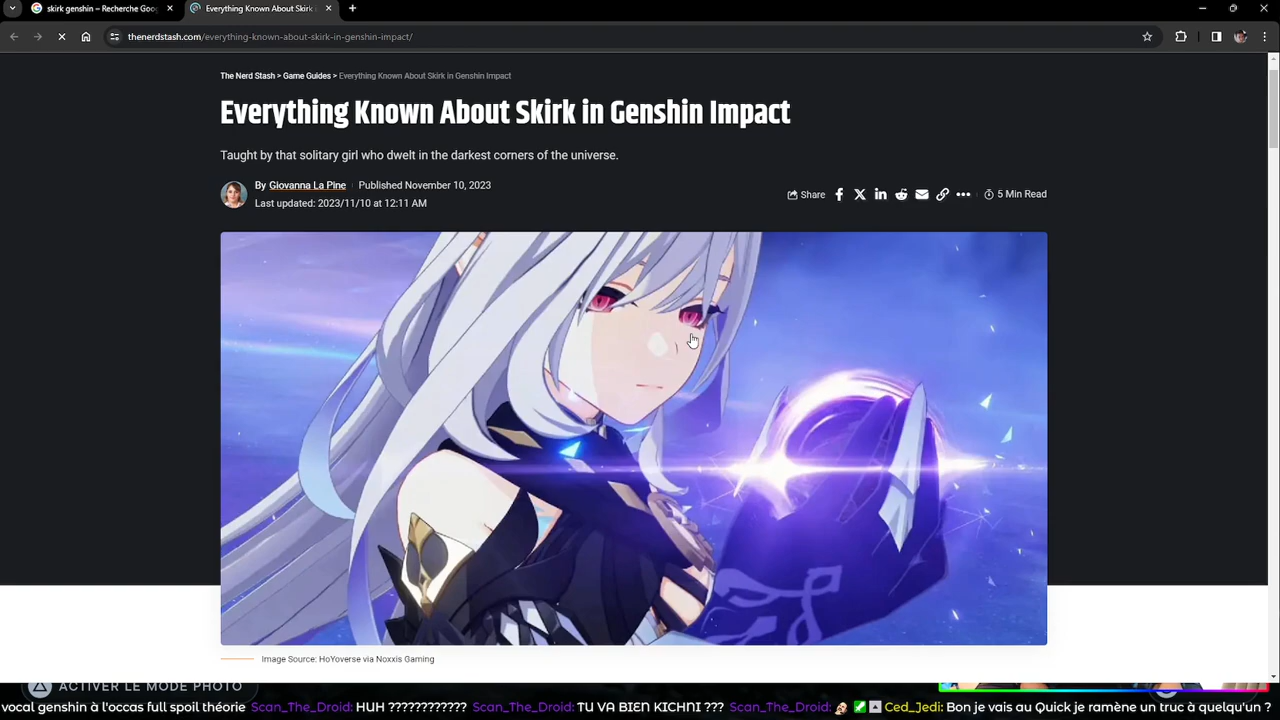 skirk genshin – Recherche Goo
Everything Known About Skirk i
thenerdstash.com/everything-known-about-skirk-in-genshin-impact/
The Nerd Stash > Game Guides > Everything Known About Skirk in Genshin Impact
Everything Known About Skirk in Genshin Impact
Taught by that solitary girl who dwelt in the darkest corners of the universe.
By Giovanna La Pine Published November 10, 2023
Last updated: 2023/11/10 at 12:11 AM
Share
5 Min Read
Image Source: HoYoverse via Noxxis Gaming
ACTIVER LE MODE PHOTO
vocal genshin à l'occas full spoil théorie Scan_The_Droid: HUH ???????????? Scan_The_Droid: TU VA BIEN KICHNI ??? Scan_The_Droid: Ced_Jedi: Bon je vais au Quick je ramène un truc à quelqu'un ?